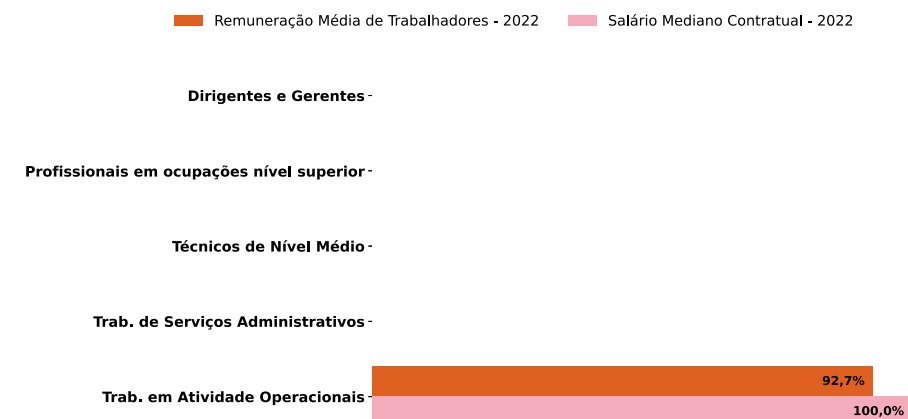 Remuneração Média de Trabalhadores - 2022 Salário Mediano Contratual - 2022
Dirigentes e Gerentes
Profissionais em ocupações nível superior
Técnicos de Nível Médio
Trab. de Serviços Administrativos
92,7%
Trab. em Atividade Operacionais
100,0%